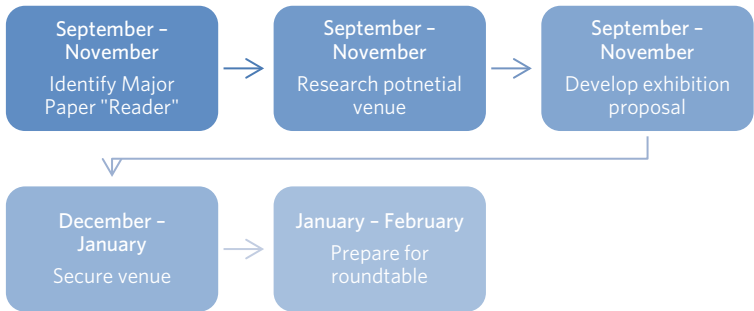 September –
November
Identify Major
Paper "Reader"
September –
November
Research potnetial
venue
September –
November
Develop exhibition
proposal
December –
January
Secure venue
January – February
Prepare for
roundtable